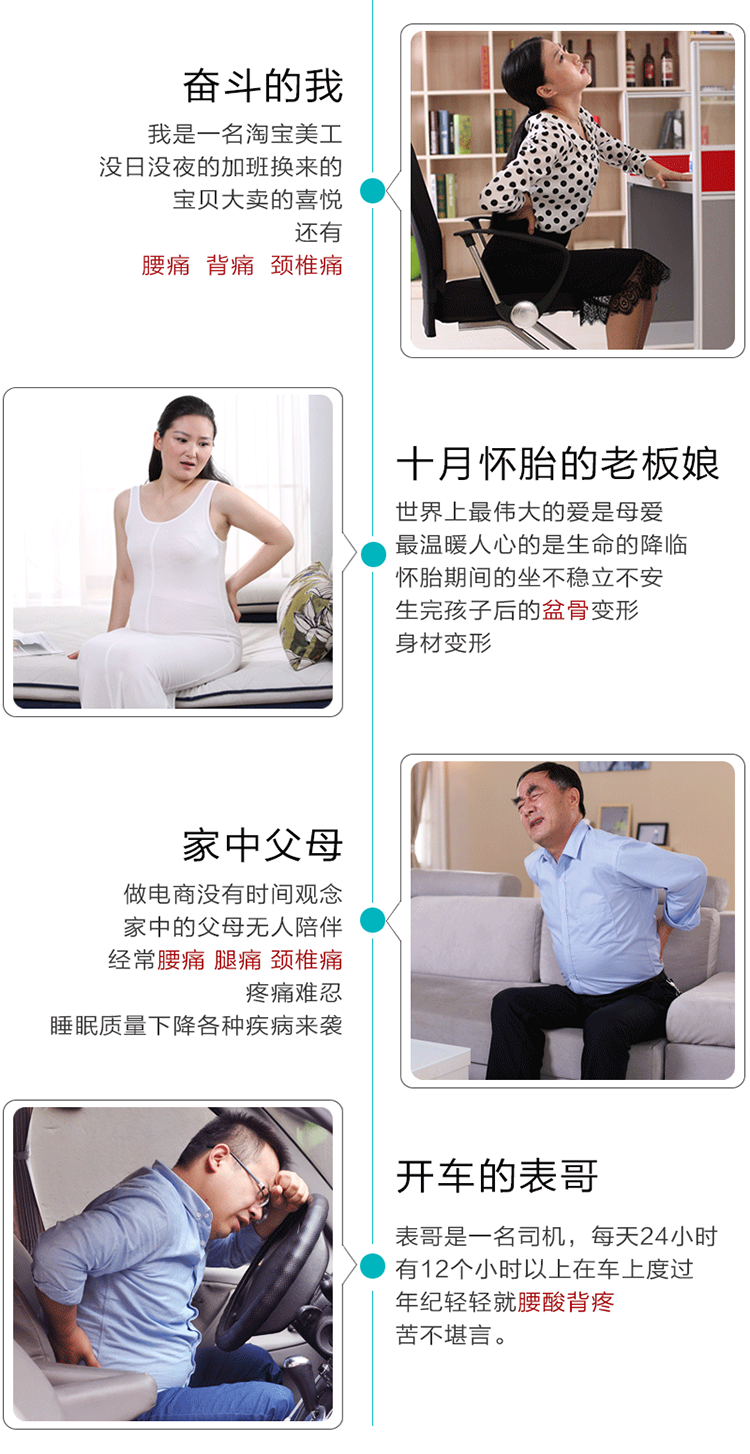 奋斗的我
我是一名淘宝美工
没日没夜的加班换来的
宝贝大卖的喜悦
还有
腰痛 背痛 颈椎痛
十月怀胎的老板娘
世界上最伟大的爱是母爱
最温暖人心的是生命的降临
怀胎期间的坐不稳立不安
生完孩子后的盆骨变形
身材变形
家中父母
做电商没有时间观念
家中的父母无人陪伴
经常腰痛 腿痛 颈椎痛
疼痛难忍
睡眠质量下降各种疾病来袭
开车的表哥
表哥是一名司机，每天24小时
有12个小时以上在车上度过
年纪轻轻就腰酸背疼
苦不堪言。